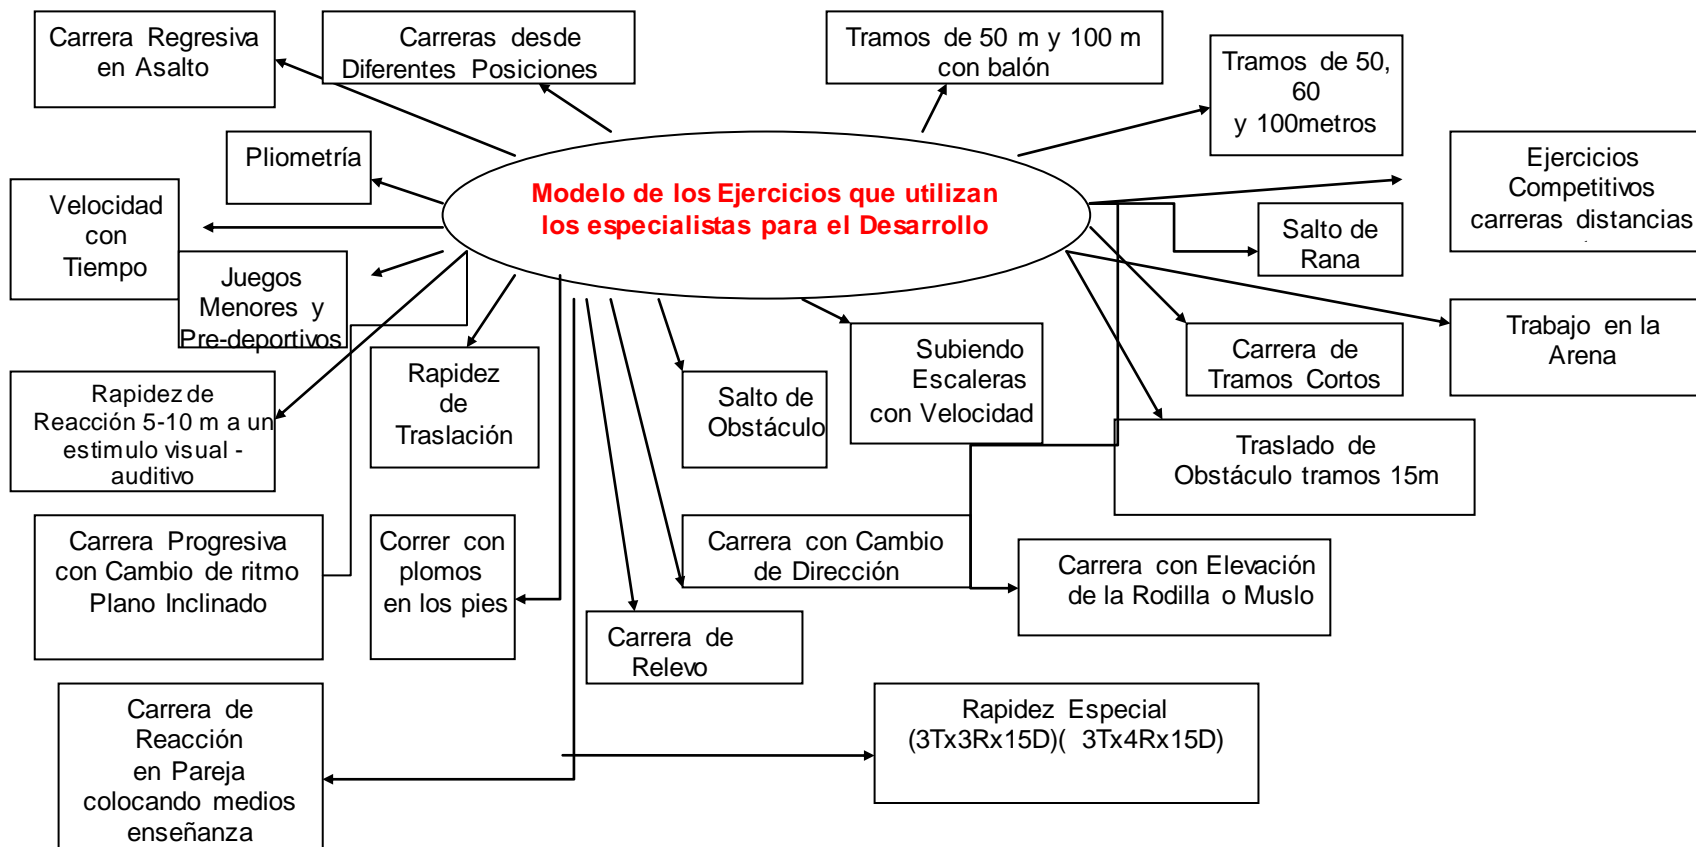 Carrera Regresiva
en Asalto
Carreras desde
Diferentes Posiciones
Tramos de 50 m y 100 m
con balón
Tramos de 50,
60
y 100metros
Ejercicios
Competitivos
carreras distancias
Pliometría
Modelo de los Ejercicios que utilizan
los especialistas para el Desarrollo
Velocidad
con
Tiempo
Salto de
Rana
Juegos
Menores y
Pre-deportivos
Trabajo en la
Arena
Subiendo
Escaleras
con Velocidad
Carrera de
Tramos Cortos
Rapidez de
Reacción 5-10 m a un
estimulo visual -
auditivo
Rapidez
de
Traslación
Salto de
Obstáculo
Traslado de
Obstáculo tramos 15m
Carrera Progresiva
con Cambio de ritmo
Plano Inclinado
Correr con
plomos
en los pies
Carrera con Cambio
de Dirección
Carrera con Elevación
de la Rodilla o Muslo
Carrera de
Relevo
Carrera de
Reacción
en Pareja
colocando medios
enseñanza
Rapidez Especial
(3Tx3Rx15D)( 3Tx4Rx15D)